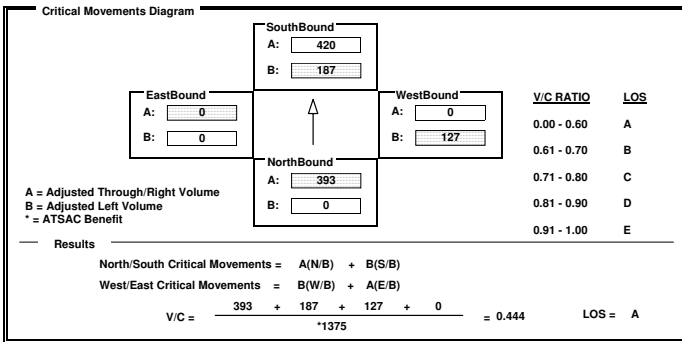 Critical Movements Diagram
SouthBound
A: 420
B: 187
EastBound
A: 0
B: 0
WestBound
A: 0
B: 127
NorthBound
A: 393
B: 0
V/C RATIO LOS
0.00 - 0.60 A
0.61 - 0.70 B
0.71 - 0.80 C
0.81 - 0.90 D
0.91 - 1.00 E
A = Adjusted Through/Right Volume
B = Adjusted Left Volume
* = ATSAC Benefit
Results
North/South Critical Movements = A(N/B) + B(S/B)
West/East Critical Movements = B(W/B) + A(E/B)
V/C = 393 + 187 + 127 + 0 = 0.444 LOS = A
*1375